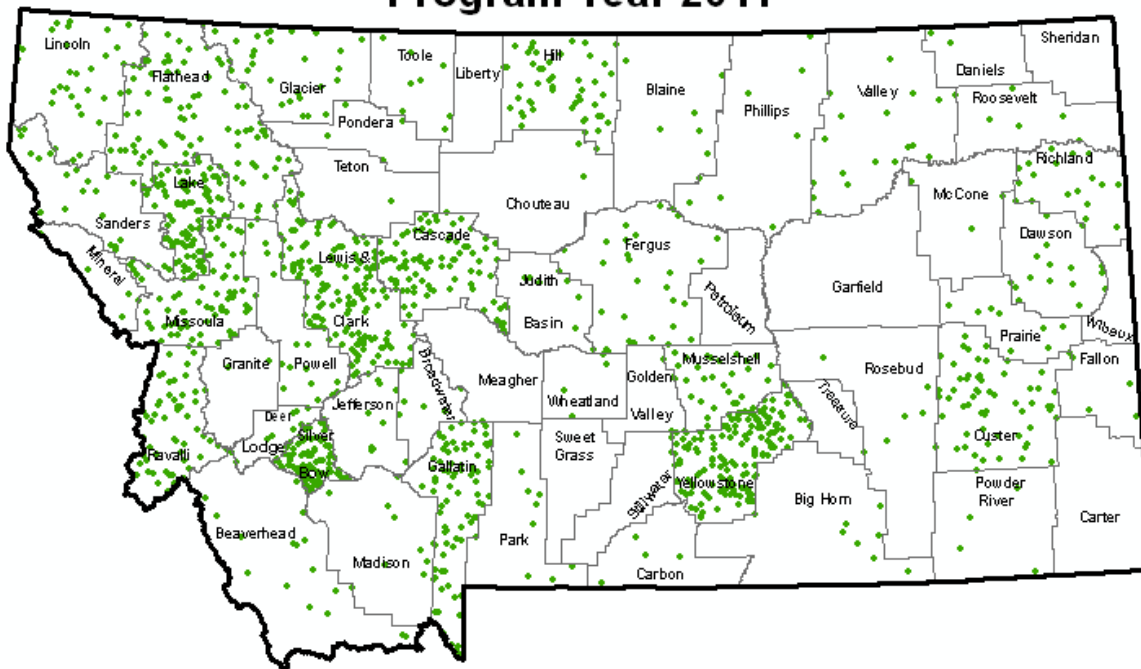 Program Year 2011
Lincoln
Flathead
Glacier
Toole
Liberty
Hill
Blaine
Phillips
Valley
Daniels
Sheridan
Roosevelt
Pondera
Teton
Chouteau
Richland
McCone
Dawson
Lake
Sanders
Mineral
Missoula
Lewis &
Clark
Cascade
Judith
Basin
Fergus
Petroleum
Garfield
Prairie
Wibaux
Fallon
Granite
Powell
Deer
Lodge
Silver
Bow
Jefferson
Broadwater
Meagher
Wheatland
Golden
Valley
Musselshell
Treasure
Rosebud
Custer
Ravalli
Gallatin
Sweet
Grass
Stillwater
Yellowstone
Big Horn
Powder
River
Carter
Beaverhead
Madison
Park
Carbon